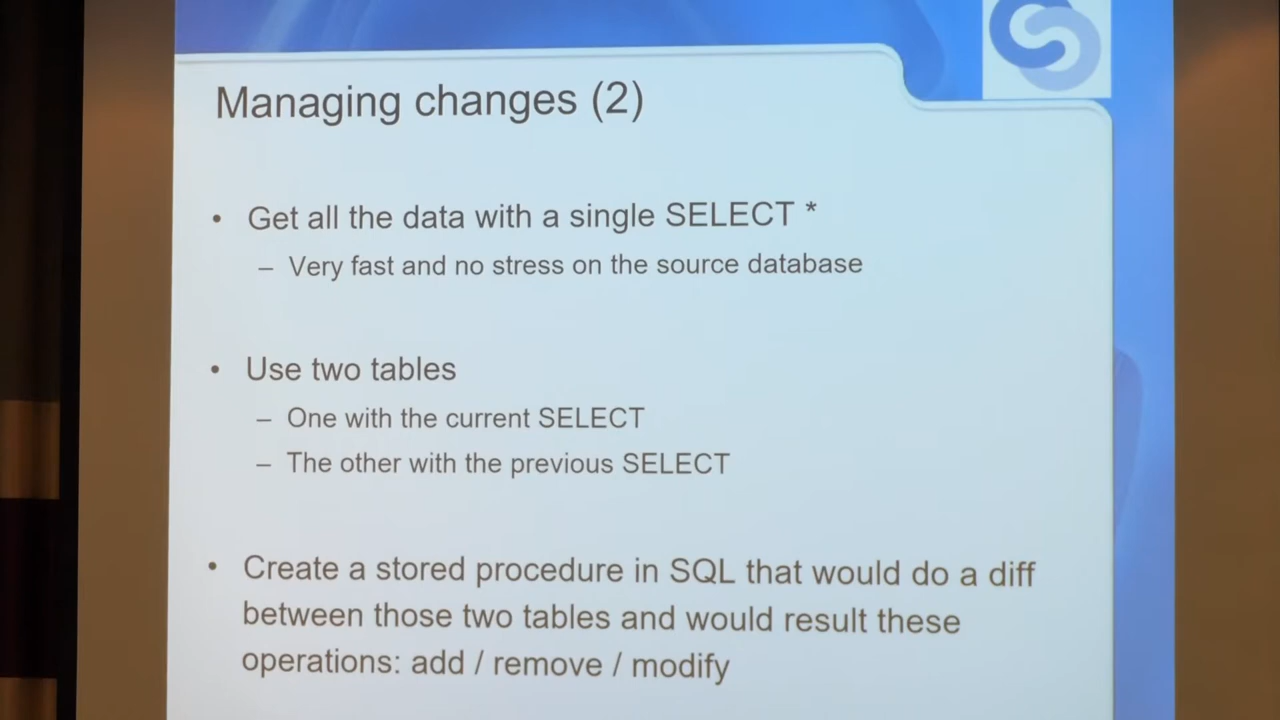 Managing changes (2)
• Get all the data with a single SELECT *
– Very fast and no stress on the source database
• Use two tables
– One with the current SELECT
– The other with the previous SELECT
• Create a stored procedure in SQL that would do a diff
between those two tables and would result these
operations: add / remove / modify